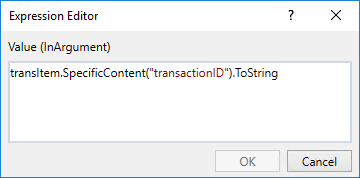 Expression Editor
Value (InArgument)
transItem.SpecificContent("transactionID").ToString
OK
Cancel